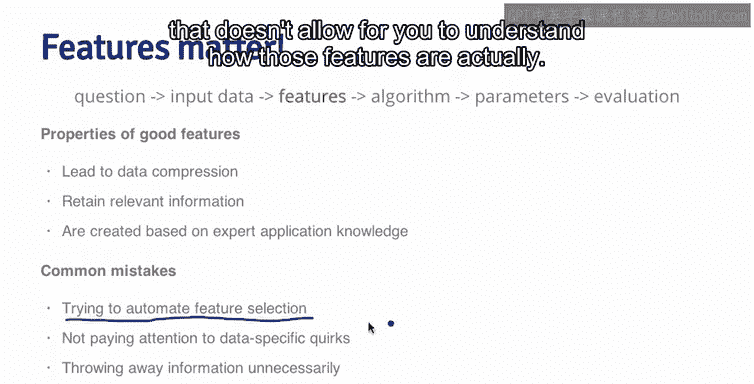 that doesn't allow for you to understand
how those features are actually.
Features matter!
question -> input data -> features -> algorithm -> parameters -> evaluation
Properties of good features
· Lead to data compression
· Retain relevant information
· Are created based on expert application knowledge
Common mistakes
· Trying to automate feature selection
· Not paying attention to data-specific quirks
· Throwing away information unnecessarily